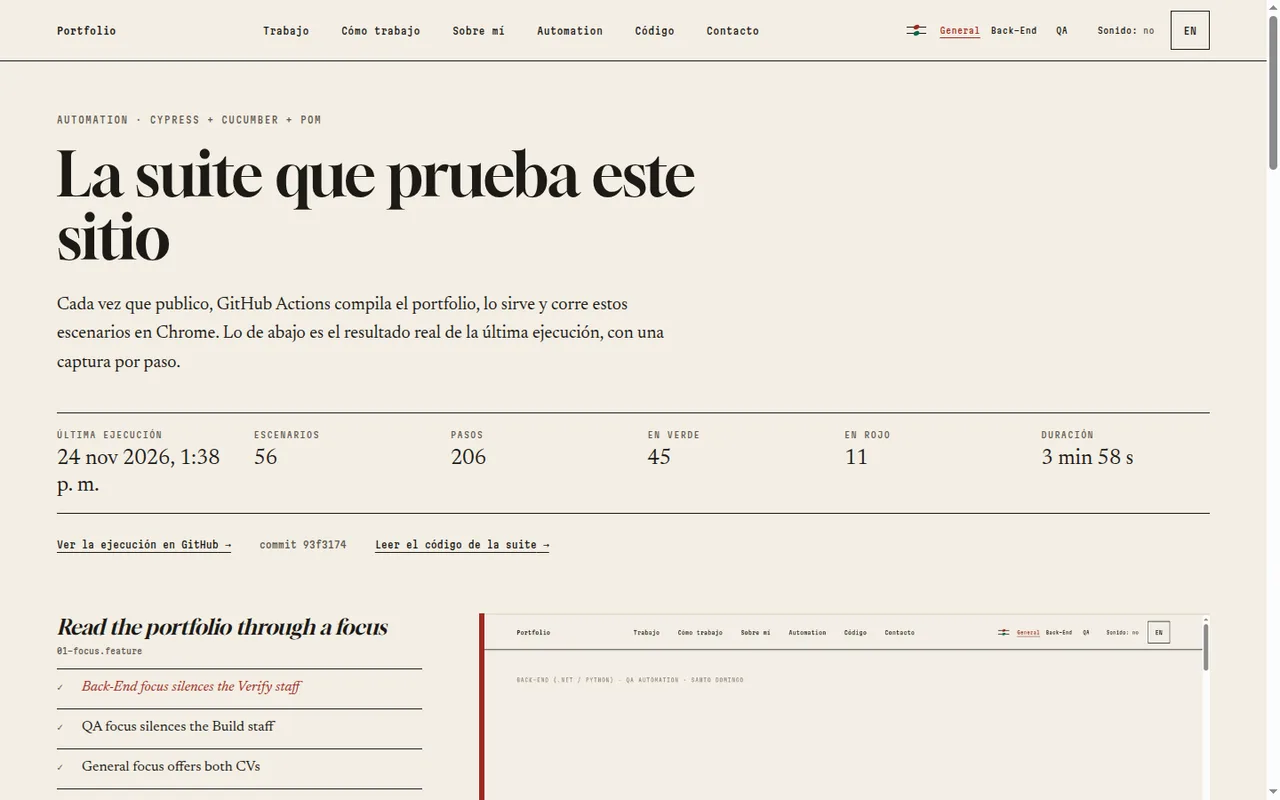 Portfolio
Trabajo
Cómo trabajo
Sobre mí
Automation
Código
Contacto
General
Back-End
QA
Sonido: no
EN
AUTOMATION · CYPRESS + CUCUMBER + POM
La suite que prueba este
sitio
Cada vez que publico, GitHub Actions compila el portfolio, lo sirve y corre estos
escenarios en Chrome. Lo de abajo es el resultado real de la última ejecución, con una
captura por paso.
ÚLTIMA EJECUCIÓN
24 nov 2026, 1:38
p. m.
ESCENARIOS
56
PASOS
206
EN VERDE
45
EN ROJO
11
DURACIÓN
3 min 58 s
Ver la ejecución en GitHub →
commit 93f3174
Leer el código de la suite →
Read the portfolio through a focus
01-focus.feature
✓ Back-End focus silences the Verify staff
✓ QA focus silences the Build staff
✓ General focus offers both CVs
Portfolio
Trabajo
Cómo trabajo
Sobre mí
Automation
Código
Contacto
General
Back-End
QA
Sonido: no
EN
BACK-END (.NET / PYTHON) · QA AUTOMATION · SANTO DOMINGO